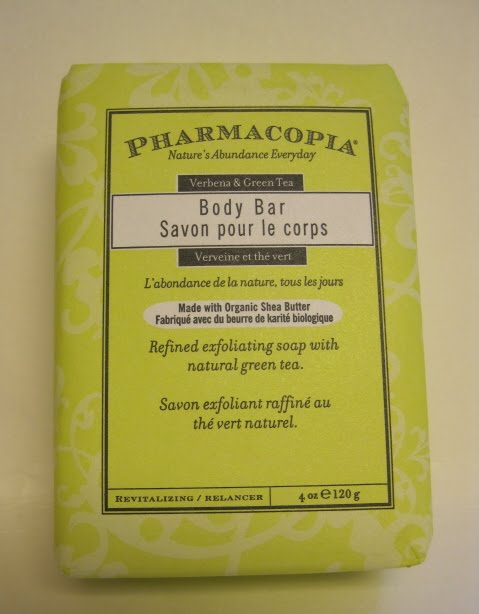 PHARMACOPIA®
Nature's Abundance Everyday
Verbena & Green Tea
Body Bar
Savon pour le corps
Verveine et thé vert
L'abondance de la nature, tous les jours
Made with Organic Shea Butter
Fabriqué avec du beurre de karité biologique
Refined exfoliating soap with
natural green tea.
Savon exfoliant raffiné au
thé vert naturel.
REVITALIZING / RELANCER
4 oz ℮ 120 g